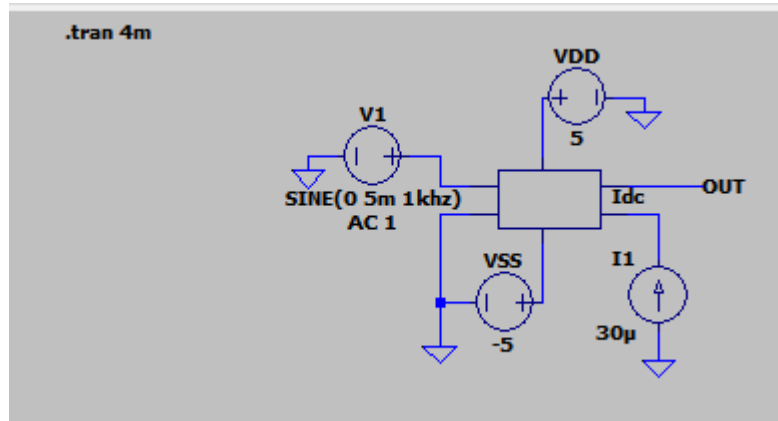 .tran 4m
VDD
5
V1
SINE(0 5m 1khz)
AC 1
Idc
OUT
VSS
-5
I1
30µ